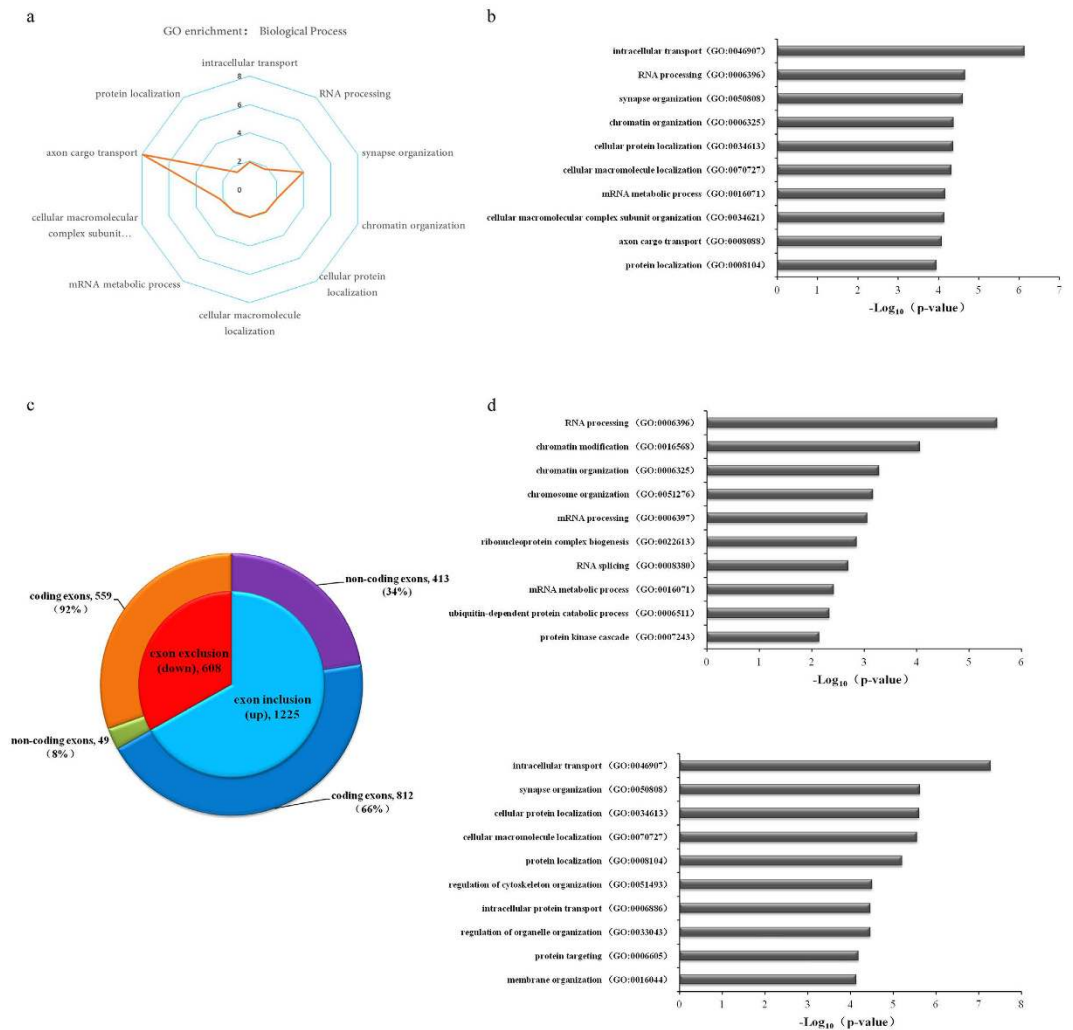 a
GO enrichment： Biological Process
intracellular transport
RNA processing
synapse organization
chromatin organization
cellular protein
localization
cellular macromolecule
localization
mRNA metabolic process
cellular macromolecular
complex subunit…
axon cargo transport
protein localization
8
6
4
2
0
b
intracellular transport（GO:0046907）
RNA processing（GO:0006396）
synapse organization（GO:0050808）
chromatin organization（GO:0006325）
cellular protein localization（GO:0034613）
cellular macromolecule localization（GO:0070727）
mRNA metabolic process（GO:0016071）
cellular macromolecular complex subunit organization（GO:0034621）
axon cargo transport（GO:0008088）
protein localization（GO:0008104）
0 1 2 3 4 5 6 7
-Log10（p-value）
c
non-coding exons, 413
(34%)
coding exons, 559
（92%）
exon exclusion
(down), 608
exon inclusion
(up), 1225
non-coding exons, 49
（8%）
coding exons, 812
（66%）
d
RNA processing（GO:0006396）
chromatin modification（GO:0016568）
chromatin organization（GO:0006325）
chromosome organization（GO:0051276）
mRNA processing（GO:0006397）
ribonucleoprotein complex biogenesis（GO:0022613）
RNA splicing（GO:0008380）
mRNA metabolic process（GO:0016071）
ubiquitin-dependent protein catabolic process（GO:0006511）
protein kinase cascade（GO:0007243）
0 1 2 3 4 5 6
-Log10（p-value）
intracellular transport（GO:0046907）
synapse organization（GO:0050808）
cellular protein localization（GO:0034613）
cellular macromolecule localization（GO:0070727）
protein localization（GO:0008104）
regulation of cytoskeleton organization（GO:0051493）
intracellular protein transport（GO:0006886）
regulation of organelle organization（GO:0033043）
protein targeting（GO:0006605）
membrane organization（GO:0016044）
0 1 2 3 4 5 6 7 8
-Log10（p-value）